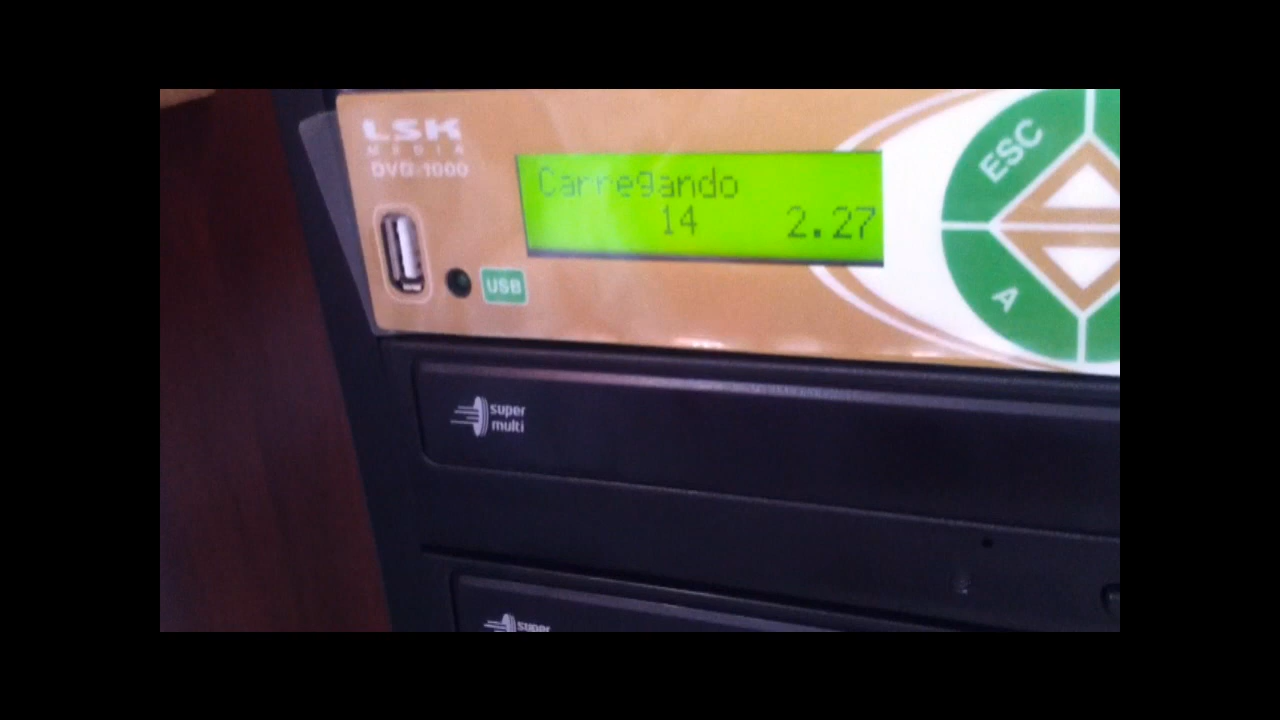 LSK
MEDIA
DVD-1000
Carregando
14 2.27
USB
ESC
A
super
multi
super